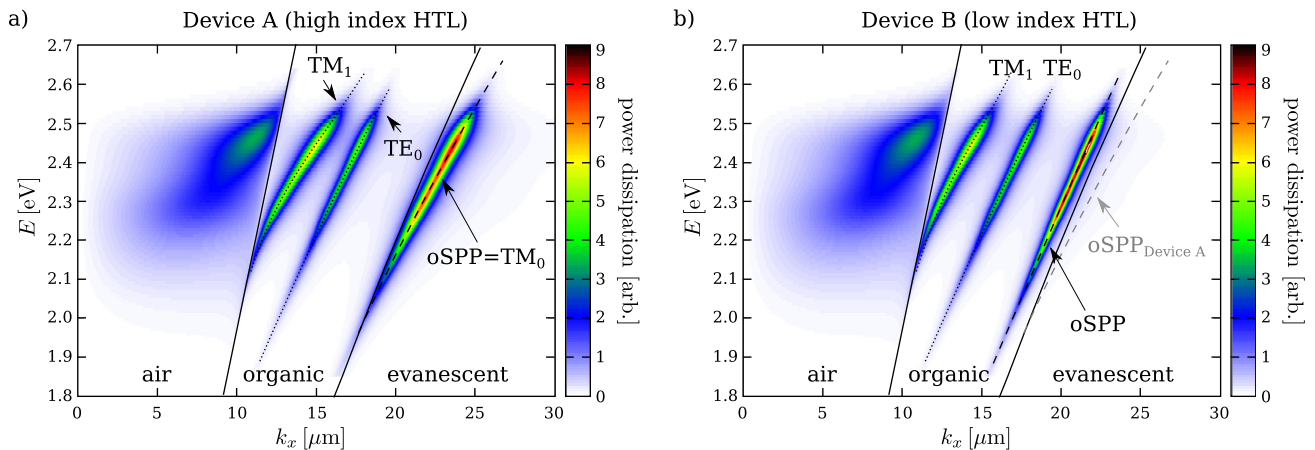 a)
Device A (high index HTL)
2.7
2.6
2.5
2.4
2.3
2.2
2.1
2.0
1.9
1.8
E [eV]
TM₁
TE₀
oSPP=TM₀
air
organic
evanescent
0
5
10
15
20
25
30
kₓ [μm]
9
8
7
6
5
4
3
2
1
0
power dissipation [arb.]
b)
Device B (low index HTL)
2.7
2.6
2.5
2.4
2.3
2.2
2.1
2.0
1.9
1.8
E [eV]
TM₁ TE₀
oSPP_Device A
oSPP
air
organic
evanescent
0
5
10
15
20
25
30
kₓ [μm]
9
8
7
6
5
4
3
2
1
0
power dissipation [arb.]